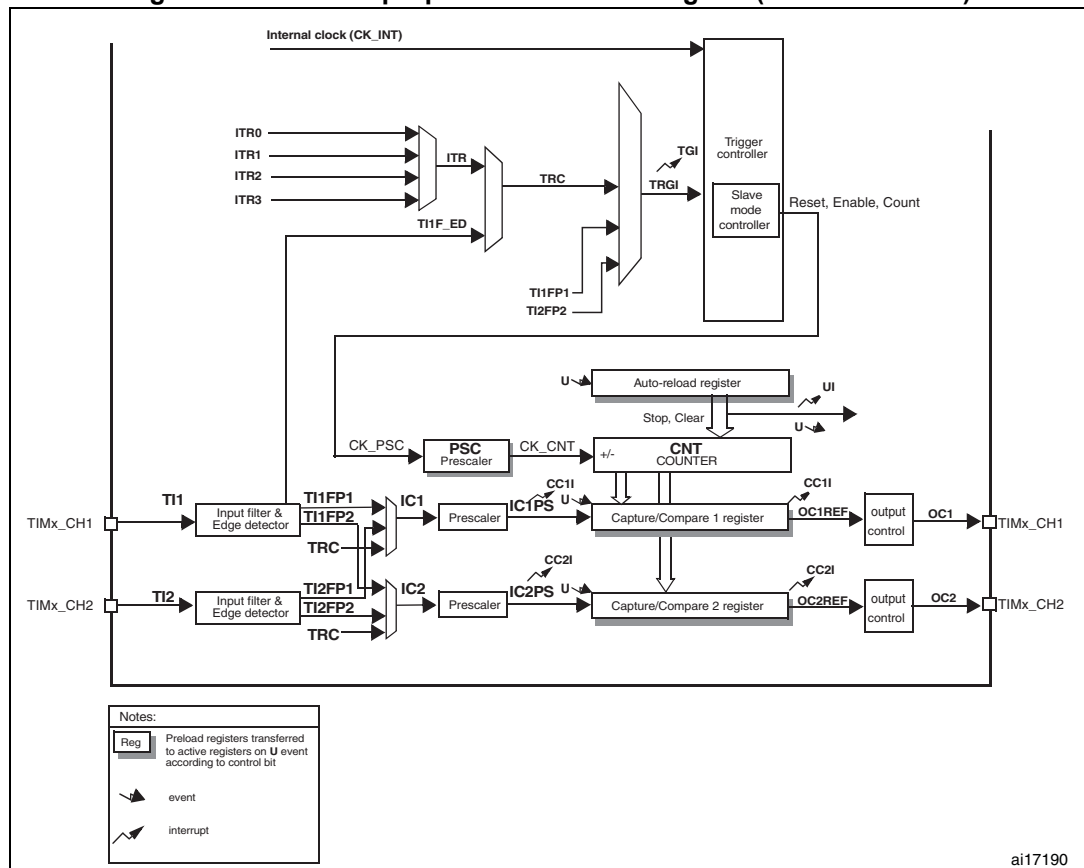 Internal clock (CK_INT)
ITR0
ITR1
ITR2
ITR3
ITR
TI1F_ED
TRC
TI1FP1
TI2FP2
TGI
TRGI
Trigger
controller
Slave
mode
controller
Reset, Enable, Count
U
Auto-reload register
UI
Stop, Clear
U
CK_PSC
PSC
Prescaler
CK_CNT
+/-
CNT
COUNTER
TIMx_CH1
TI1
Input filter &
Edge detector
TI1FP1
TI1FP2
TRC
IC1
Prescaler
CC1I
IC1PS
U
Capture/Compare 1 register
CC1I
OC1REF
output
control
OC1
TIMx_CH1
TIMx_CH2
TI2
Input filter &
Edge detector
TI2FP1
TI2FP2
TRC
IC2
Prescaler
CC2I
IC2PS
U
Capture/Compare 2 register
CC2I
OC2REF
output
control
OC2
TIMx_CH2
Notes:
Reg
Preload registers transferred
to active registers on U event
according to control bit
event
interrupt
ai17190